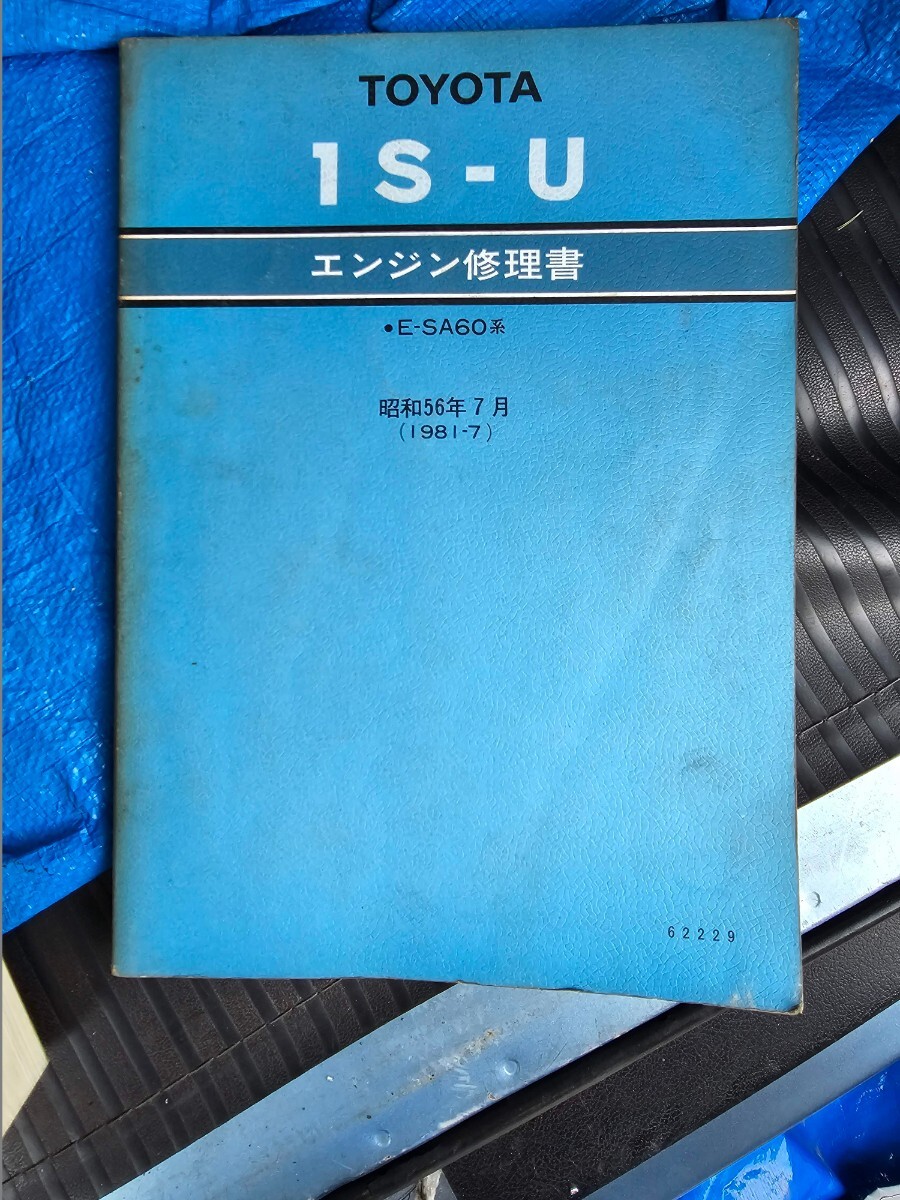 TOYOTA
1S-U
エンジン修理書
●E-SA60系
昭和56年7月
(1981-7)
62229